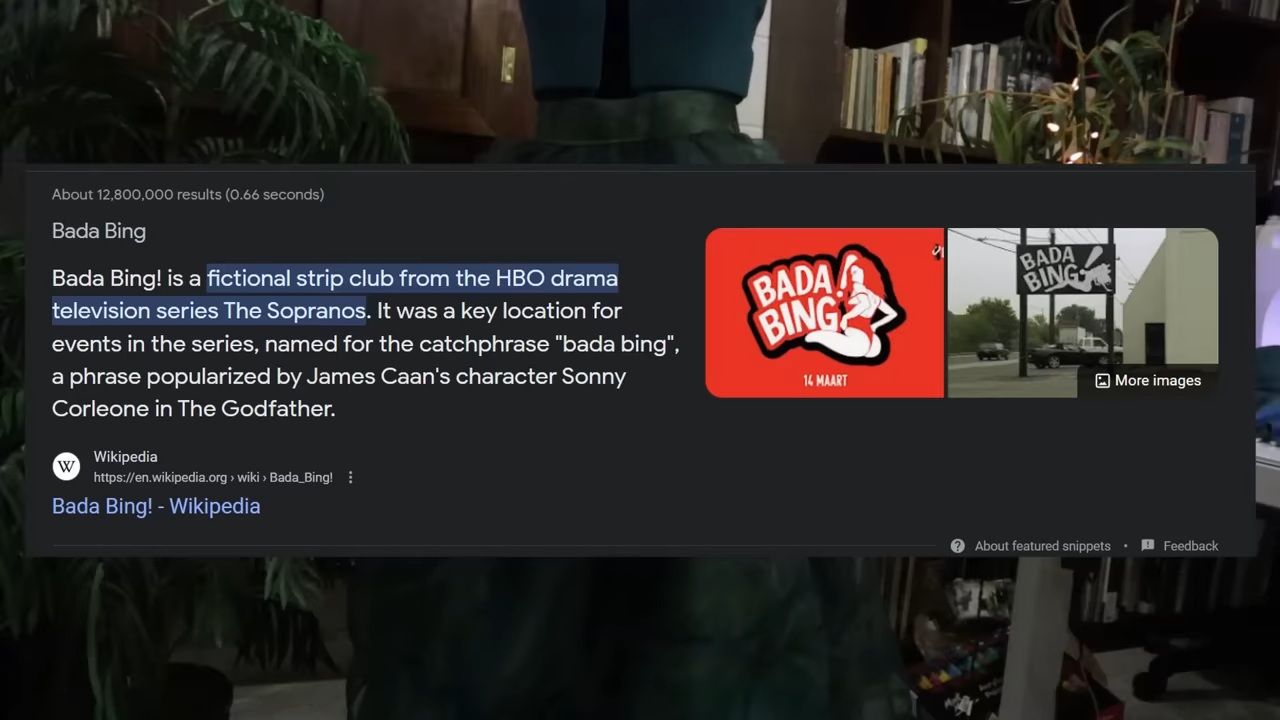 About 12,800,000 results (0.66 seconds)
Bada Bing
Bada Bing! is a fictional strip club from the HBO drama
television series The Sopranos. It was a key location for
events in the series, named for the catchphrase "bada bing",
a phrase popularized by James Caan's character Sonny
Corleone in The Godfather.
BADA
BING!
14 MAART
BADA
BING!
More images
W
Wikipedia
https://en.wikipedia.org › wiki › Bada_Bing!
Bada Bing! - Wikipedia
About featured snippets • Feedback